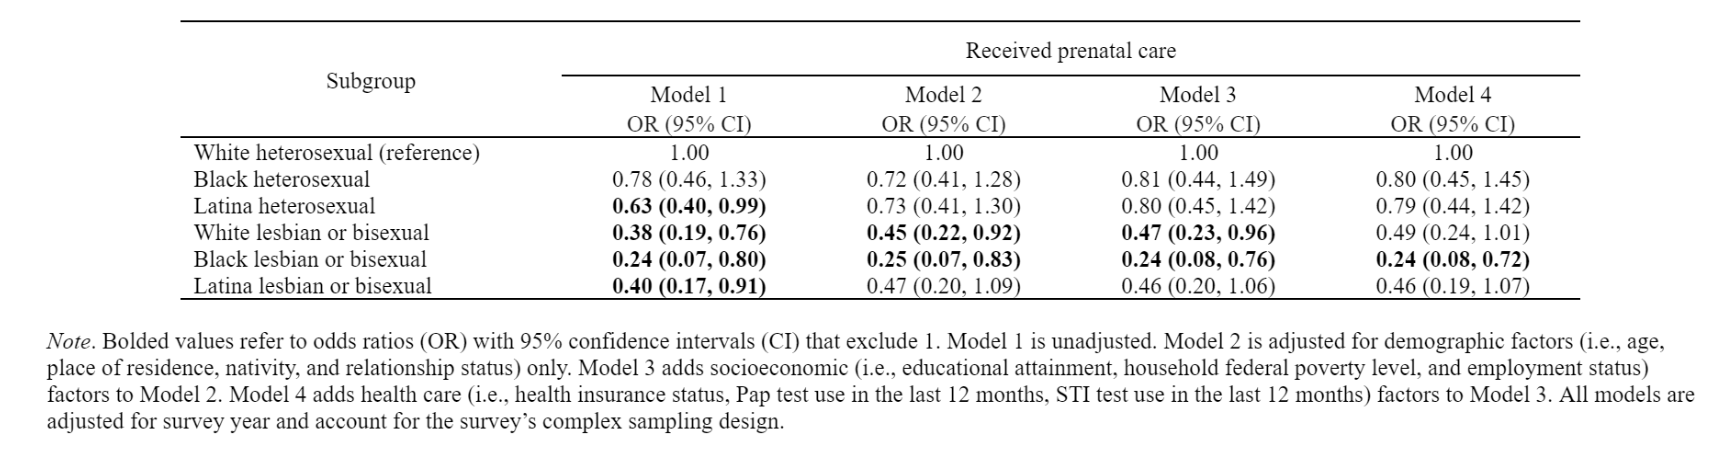 Received prenatal care
Subgroup
Model 1 Model 2 Model 3 Model 4
OR (95% CI) OR (95% CI) OR (95% CI) OR (95% CI)
White heterosexual (reference) 1.00 1.00 1.00 1.00
Black heterosexual 0.78 (0.46, 1.33) 0.72 (0.41, 1.28) 0.81 (0.44, 1.49) 0.80 (0.45, 1.45)
Latina heterosexual 0.63 (0.40, 0.99) 0.73 (0.41, 1.30) 0.80 (0.45, 1.42) 0.79 (0.44, 1.42)
White lesbian or bisexual 0.38 (0.19, 0.76) 0.45 (0.22, 0.92) 0.47 (0.23, 0.96) 0.49 (0.24, 1.01)
Black lesbian or bisexual 0.24 (0.07, 0.80) 0.25 (0.07, 0.83) 0.24 (0.08, 0.76) 0.24 (0.08, 0.72)
Latina lesbian or bisexual 0.40 (0.17, 0.91) 0.47 (0.20, 1.09) 0.46 (0.20, 1.06) 0.46 (0.19, 1.07)
Note. Bolded values refer to odds ratios (OR) with 95% confidence intervals (CI) that exclude 1. Model 1 is unadjusted. Model 2 is adjusted for demographic factors (i.e., age,
place of residence, nativity, and relationship status) only. Model 3 adds socioeconomic (i.e., educational attainment, household federal poverty level, and employment status)
factors to Model 2. Model 4 adds health care (i.e., health insurance status, Pap test use in the last 12 months, STI test use in the last 12 months) factors to Model 3. All models are
adjusted for survey year and account for the survey's complex sampling design.